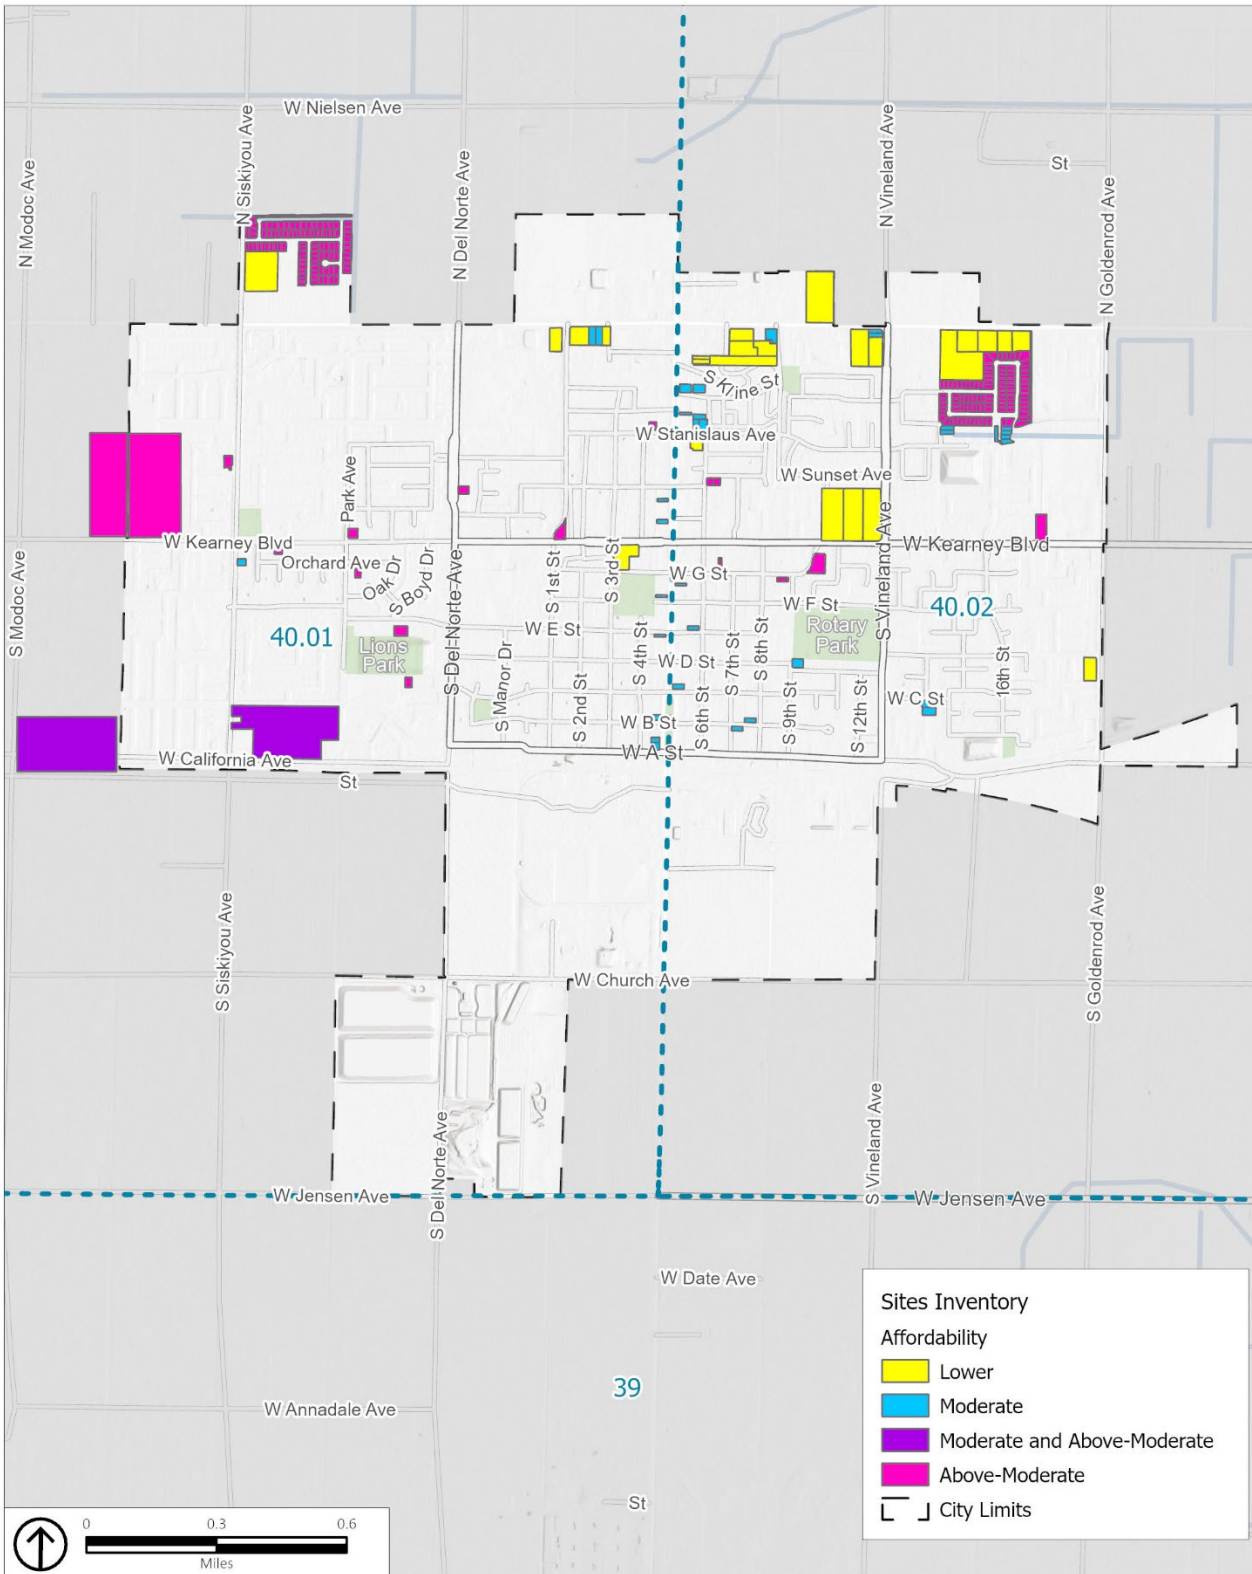 W Nielsen Ave
N Siskiyou Ave
N Modoc Ave
N Del Norte Ave
N Vineland Ave
St
N Goldenrod Ave
S Kline St
W Stanislaus Ave
W Sunset Ave
Park Ave
W Kearney Blvd
W Kearney Blvd
Orchard Ave
Oak Dr
S Boyd Dr
S Del Norte Ave
S 1st St
S 3rd St
W G St
W F St
S Vineland Ave
40.02
S Modoc Ave
40.01
Lions
Park
W E St
S 4th St
Rotary
Park
W D St
S 7th St
S 8th St
S Manor Dr
S 2nd St
W C St
16th St
W B St
S 6th St
S 9th St
S 12th St
W A St
W California Ave
St
S Siskiyou Ave
S Goldenrod Ave
W Church Ave
S Del Norte Ave
S Vineland Ave
W Jensen Ave
W Jensen Ave
W Date Ave
39
W Annadale Ave
St
Sites Inventory
Affordability
Lower
Moderate
Moderate and Above-Moderate
Above-Moderate
City Limits
0 0.3 0.6
Miles